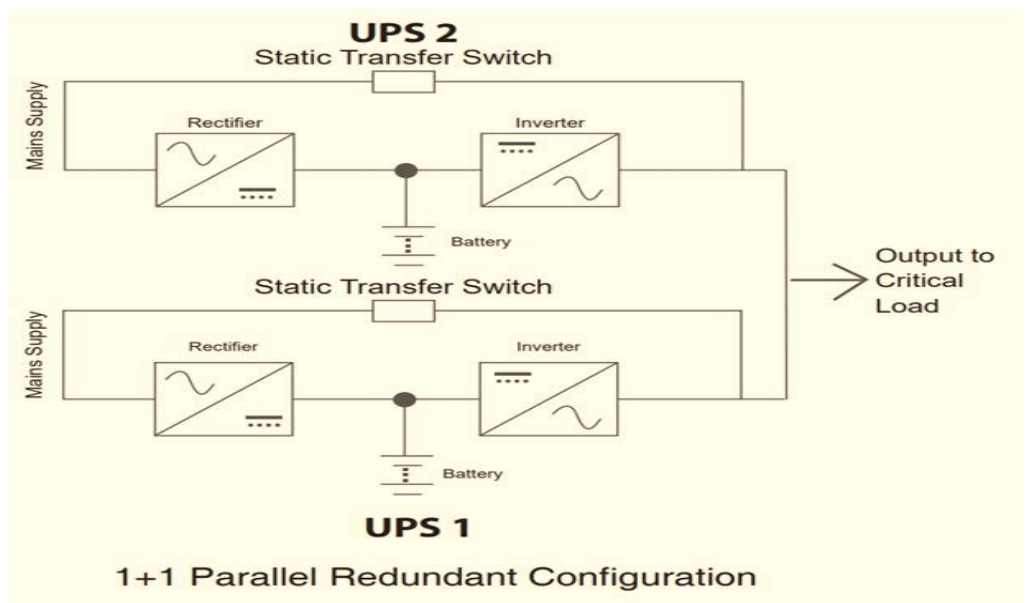 UPS 2
Static Transfer Switch
Mains Supply
Rectifier
Inverter
Battery
Output to
Critical
Load
Static Transfer Switch
Mains Supply
Rectifier
Inverter
Battery
UPS 1
1+1 Parallel Redundant Configuration